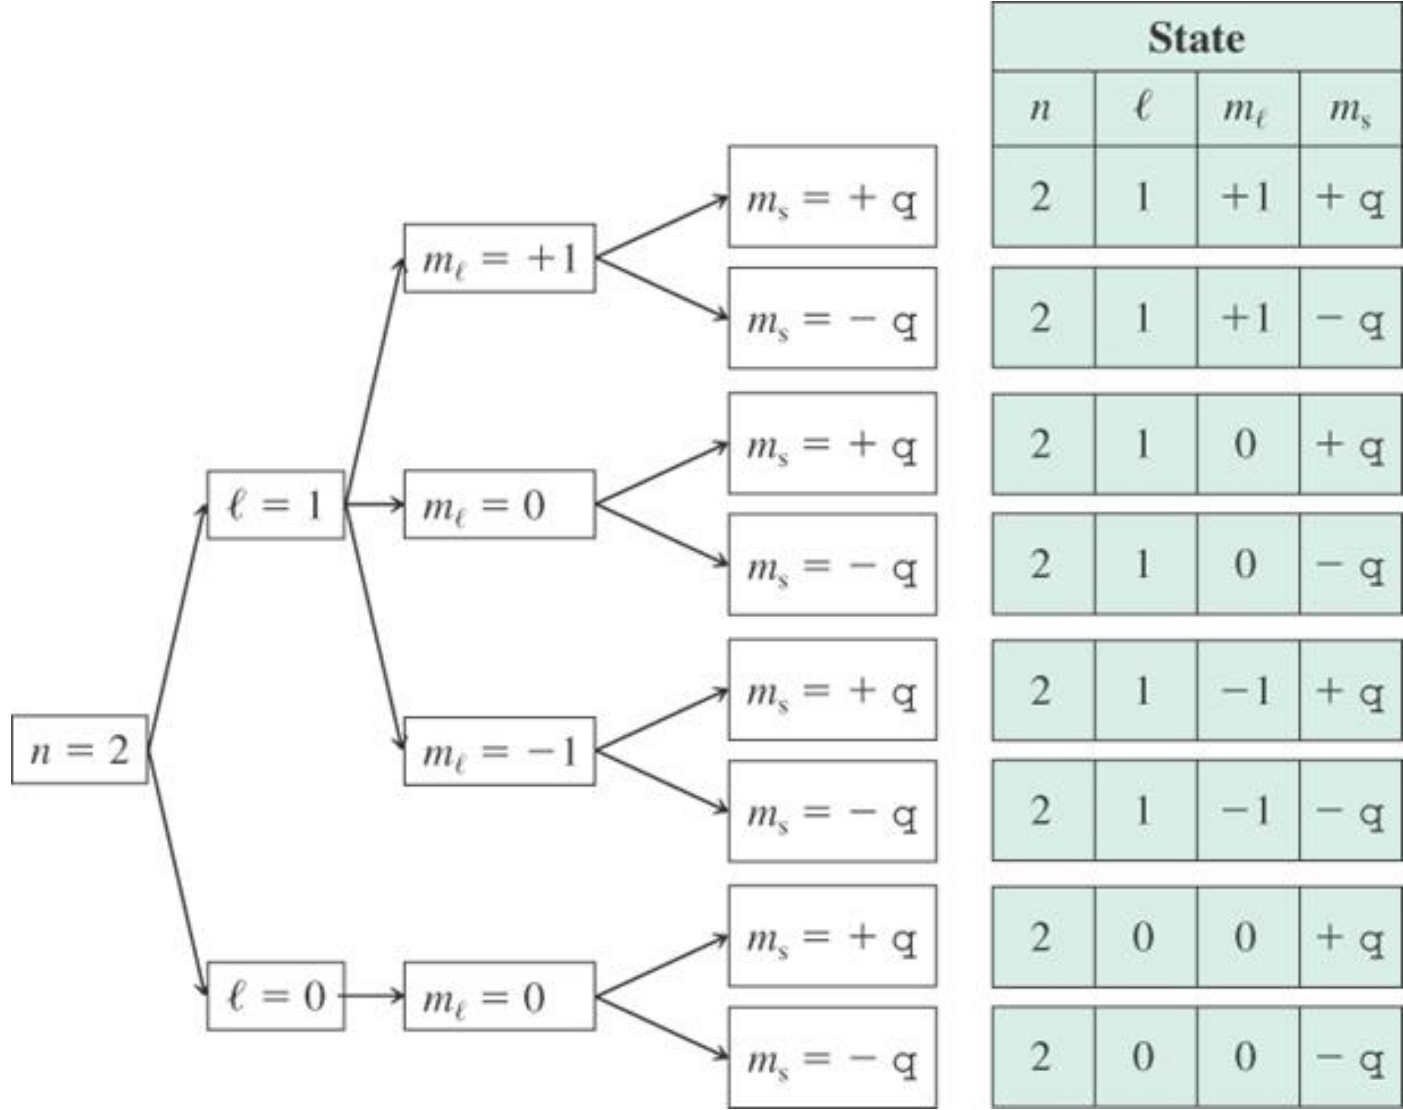 State
n ℓ mℓ ms
ms = + q 2 1 +1 + q
mℓ = +1
ms = − q 2 1 +1 − q
ms = + q 2 1 0 + q
ℓ = 1 mℓ = 0
ms = − q 2 1 0 − q
ms = + q 2 1 −1 + q
n = 2 mℓ = −1
ms = − q 2 1 −1 − q
ms = + q 2 0 0 + q
ℓ = 0 mℓ = 0
ms = − q 2 0 0 − q